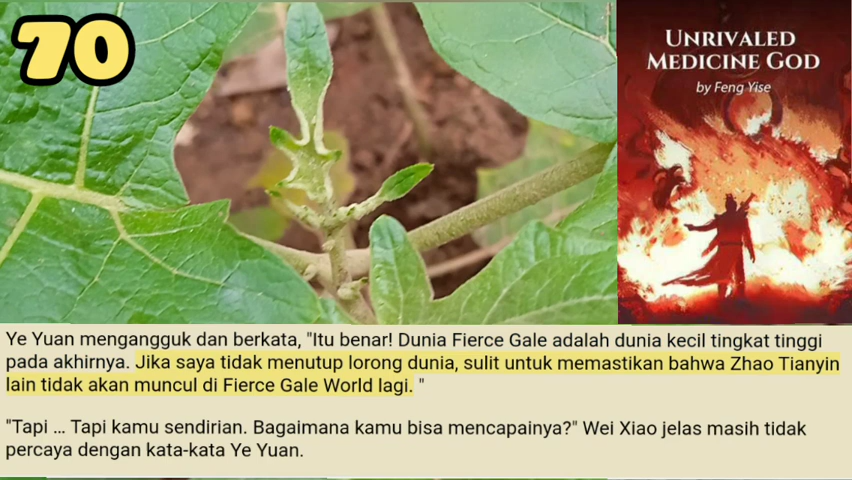 70
UNRIVALED
MEDICINE GOD
by Feng Yise
Ye Yuan mengangguk dan berkata, "Itu benar! Dunia Fierce Gale adalah dunia kecil tingkat tinggi
pada akhirnya. Jika saya tidak menutup lorong dunia, sulit untuk memastikan bahwa Zhao Tianyin
lain tidak akan muncul di Fierce Gale World lagi. "
"Tapi … Tapi kamu sendirian. Bagaimana kamu bisa mencapainya?" Wei Xiao jelas masih tidak
percaya dengan kata-kata Ye Yuan.